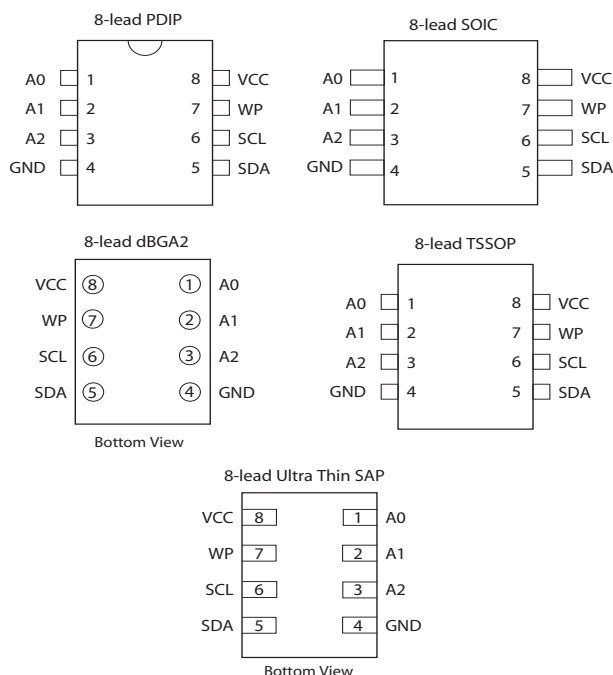 8-lead PDIP
A0 1 8 VCC
A1 2 7 WP
A2 3 6 SCL
GND 4 5 SDA
8-lead SOIC
A0 1 8 VCC
A1 2 7 WP
A2 3 6 SCL
GND 4 5 SDA
8-lead dBGA2
VCC 8 1 A0
WP 7 2 A1
SCL 6 3 A2
SDA 5 4 GND
Bottom View
8-lead TSSOP
A0 1 8 VCC
A1 2 7 WP
A2 3 6 SCL
GND 4 5 SDA
8-lead Ultra Thin SAP
VCC 8 1 A0
WP 7 2 A1
SCL 6 3 A2
SDA 5 4 GND
Bottom View